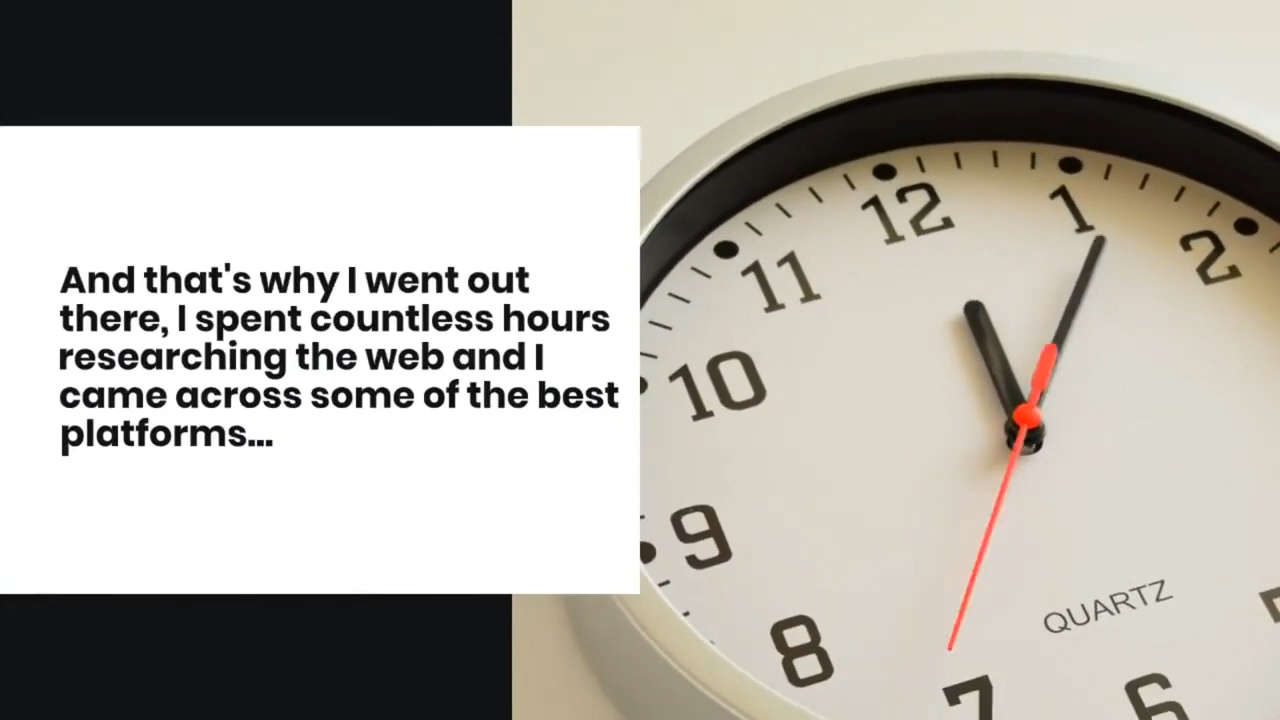 And that's why I went out
there, I spent countless hours
researching the web and I
came across some of the best
platforms...
12
1
2
11
10
9
8
7
6
QUARTZ